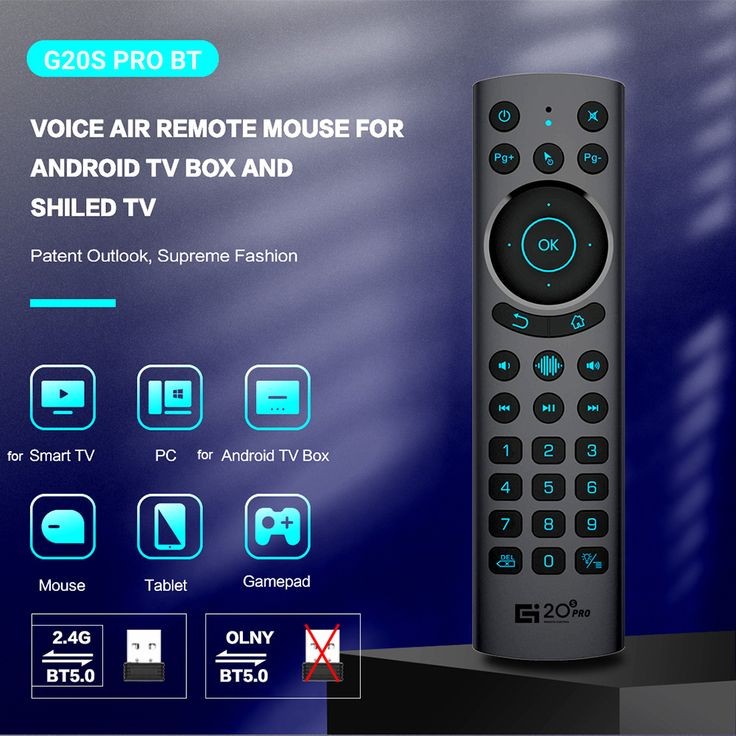 G20S PRO BT
VOICE AIR REMOTE MOUSE FOR
ANDROID TV BOX AND
SHILED TV
Patent Outlook, Supreme Fashion
for Smart TV
PC
for Android TV Box
Mouse
Tablet
Gamepad
2.4G
BT5.0
OLNY
BT5.0
Pg+
Pg-
OK
1 2 3
4 5 6
7 8 9
DEL 0
G 20 S PRO